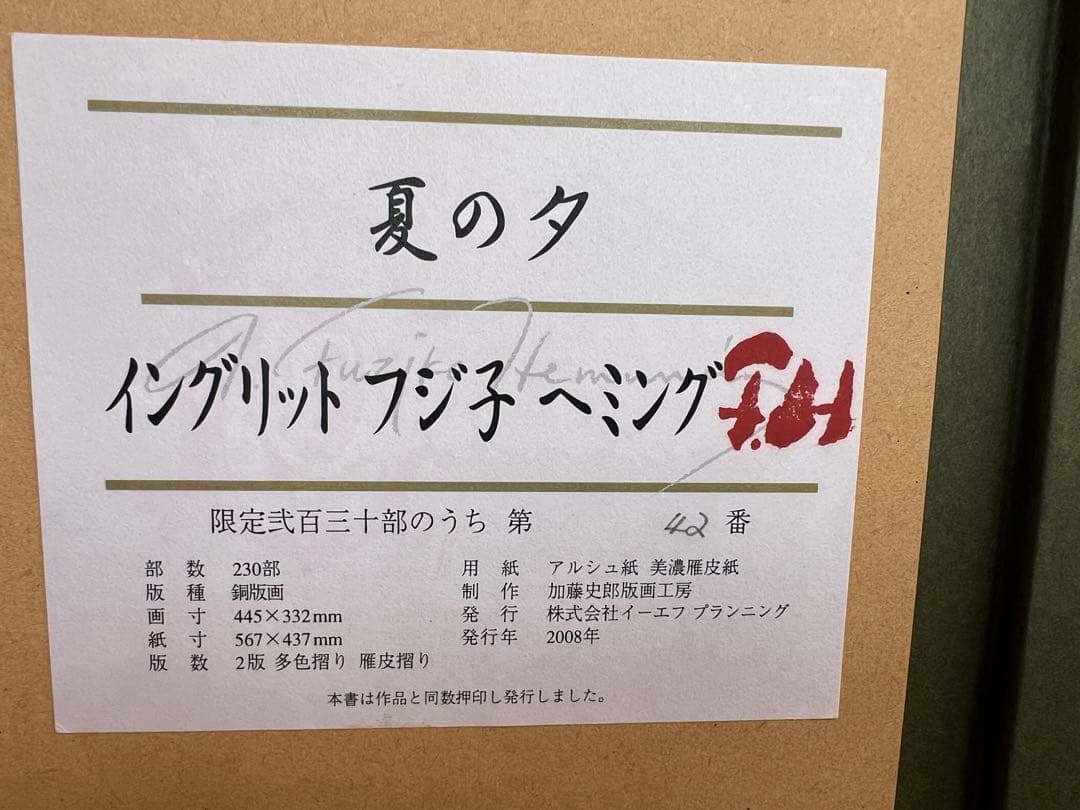 夏の夕
Fuzjko Hemming
イングリット フジ子 ヘミング F.H
限定弐百三十部のうち 第 42 番
部 数 230部
版 種 銅版画
画 寸 445×332mm
紙 寸 567×437mm
版 数 2版 多色摺り 雁皮摺り
用 紙 アルシュ紙 美濃雁皮紙
制 作 加藤史郎版画工房
発 行 株式会社イーエフ プランニング
発行年 2008年
本書は作品と同数押印し発行しました。